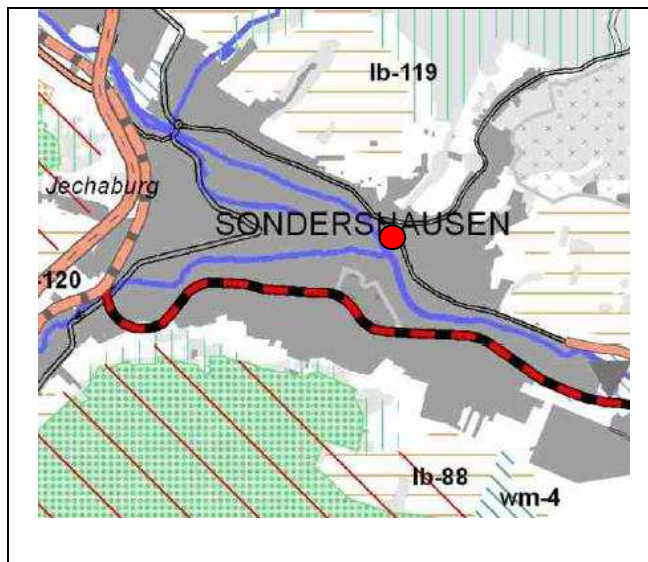 lb-119
Jechaburg
SONDERSHAUSEN
-120
lb-88
wm-4